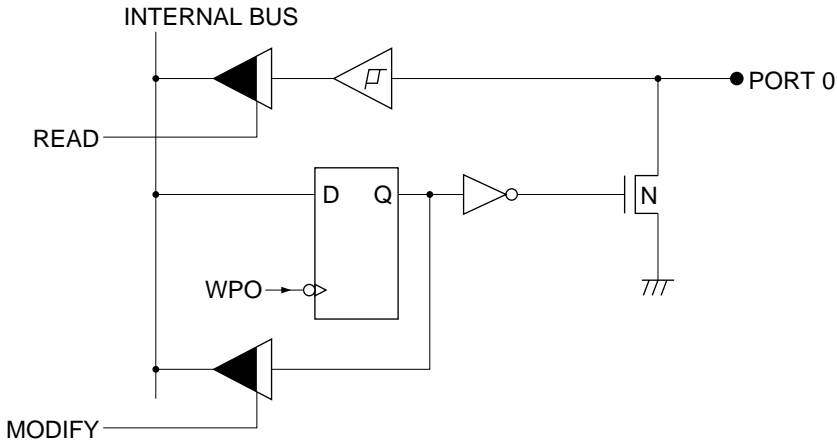 INTERNAL BUS
PORT 0
READ
D Q
N
WPO
MODIFY